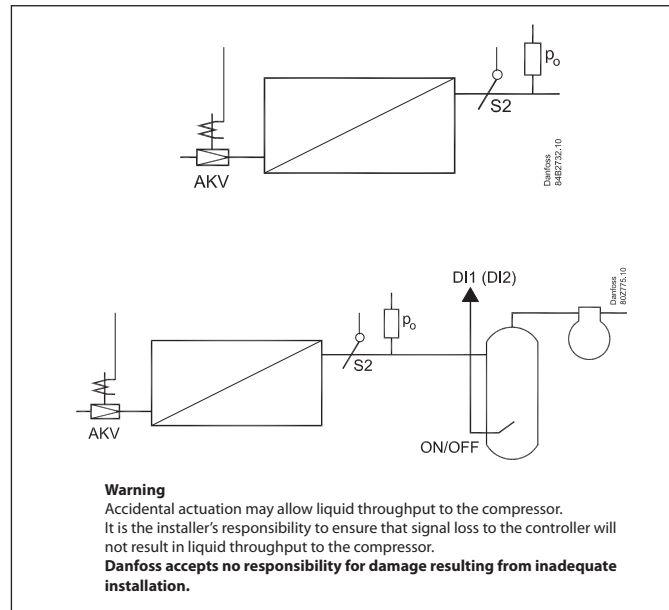 p₀
S2
AKV
Danfoss
84B2732.10
DI1 (DI2)
Danfoss
80Z775.10
p₀
S2
AKV
ON/OFF
Warning
Accidental actuation may allow liquid throughput to the compressor.
It is the installer's responsibility to ensure that signal loss to the controller will
not result in liquid throughput to the compressor.
Danfoss accepts no responsibility for damage resulting from inadequate
installation.